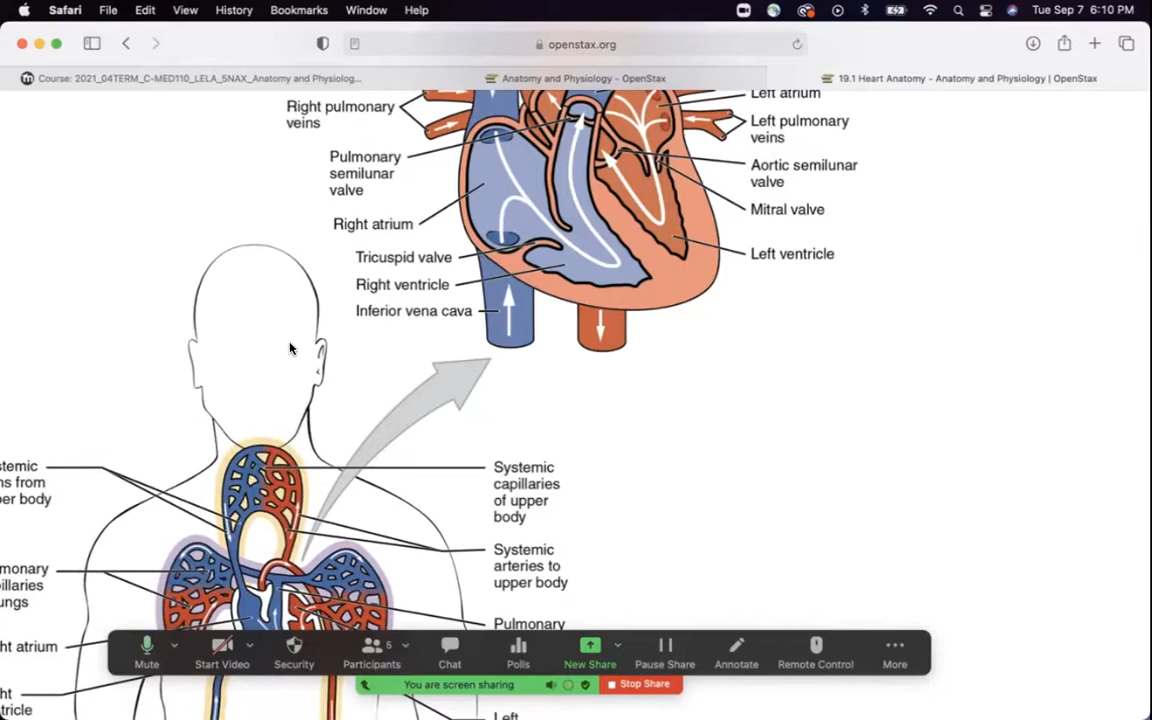 Safari File Edit View History Bookmarks Window Help Tue Sep 7 6:10 PM
openstax.org
Course: 2021_04TERM_C-MED110_LELA_5NAX_Anatomy and Physiolog...
Anatomy and Physiology - OpenStax
19.1 Heart Anatomy - Anatomy and Physiology | OpenStax
Right pulmonary
veins
Pulmonary
semilunar
valve
Right atrium
Tricuspid valve
Right ventricle
Inferior vena cava
Left atrium
Left pulmonary
veins
Aortic semilunar
valve
Mitral valve
Left ventricle
stemic
ns from
per body
monary
illaries
ungs
ht atrium
ht
tricle
Systemic
capillaries
of upper
body
Systemic
arteries to
upper body
Pulmonary
Left
Mute Start Video Security Participants 5 Chat Polls New Share Pause Share Annotate Remote Control More
You are screen sharing Stop Share